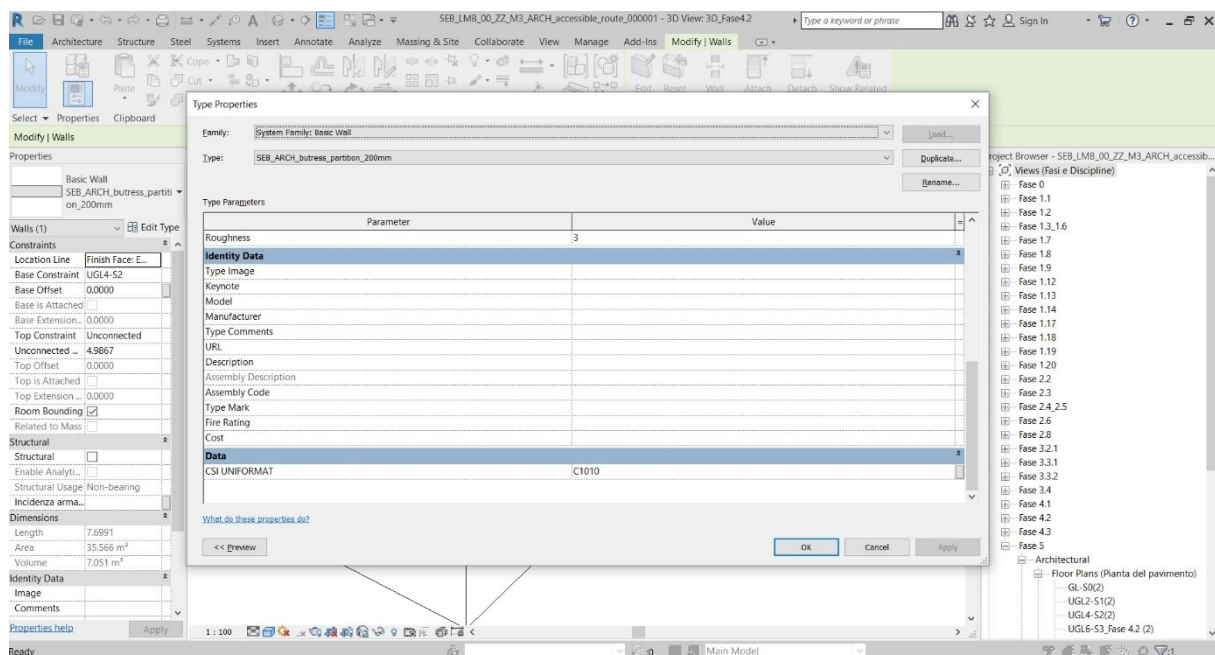 SEB_LMB_00_ZZ_M3_ARCH_accessible_route_000001 - 3D View: 3D_Fase4.2
Type a keyword or phrase
Sign In
File Architecture Structure Steel Systems Insert Annotate Analyze Massing & Site Collaborate View Manage Add-Ins Modify | Walls
Modify
Paste
Cope
Cut
Edit Reset Wall Attach Detach Show Related
Select Properties Clipboard
Modify | Walls
Properties
Basic Wall
SEB_ARCH_butress_partiti
on_200mm
Walls (1) Edit Type
Constraints
Location Line Finish Face: E...
Base Constraint UGL4-S2
Base Offset 0.0000
Base is Attached
Base Extension... 0.0000
Top Constraint Unconnected
Unconnected ... 4.9867
Top Offset 0.0000
Top is Attached
Top Extension ... 0.0000
Room Bounding
Related to Mass
Structural
Structural
Enable Analyti...
Structural Usage Non-bearing
Incidenza arma...
Dimensions
Length 7.6991
Area 35.566 m²
Volume 7.051 m³
Identity Data
Image
Comments
Properties help Apply
Type Properties
Family: System Family: Basic Wall Load...
Type: SEB_ARCH_butress_partition_200mm Duplicate...
Rename...
Type Parameters
Parameter Value =
Roughness 3
Identity Data
Type Image
Keynote
Model
Manufacturer
Type Comments
URL
Description
Assembly Description
Assembly Code
Type Mark
Fire Rating
Cost
Data
CSI UNIFORMAT C1010
What do these properties do?
<< Preview OK Cancel Apply
roject Browser - SEB_LMB_00_ZZ_M3_ARCH_accessib...
Views (Fasi e Discipline)
Fase 0
Fase 1.1
Fase 1.2
Fase 1.3_1.6
Fase 1.7
Fase 1.8
Fase 1.9
Fase 1.12
Fase 1.13
Fase 1.14
Fase 1.17
Fase 1.18
Fase 1.19
Fase 1.20
Fase 2.2
Fase 2.3
Fase 2.4_2.5
Fase 2.6
Fase 2.8
Fase 3.2.1
Fase 3.3.1
Fase 3.3.2
Fase 3.4
Fase 4.1
Fase 4.2
Fase 4.3
Fase 5
Architectural
Floor Plans (Pianta del pavimento)
GL-S0(2)
UGL2-S1(2)
UGL4-S2(2)
UGL6-S3_Fase 4.2 (2)
1 : 100
Ready
:0 Main Model
:1